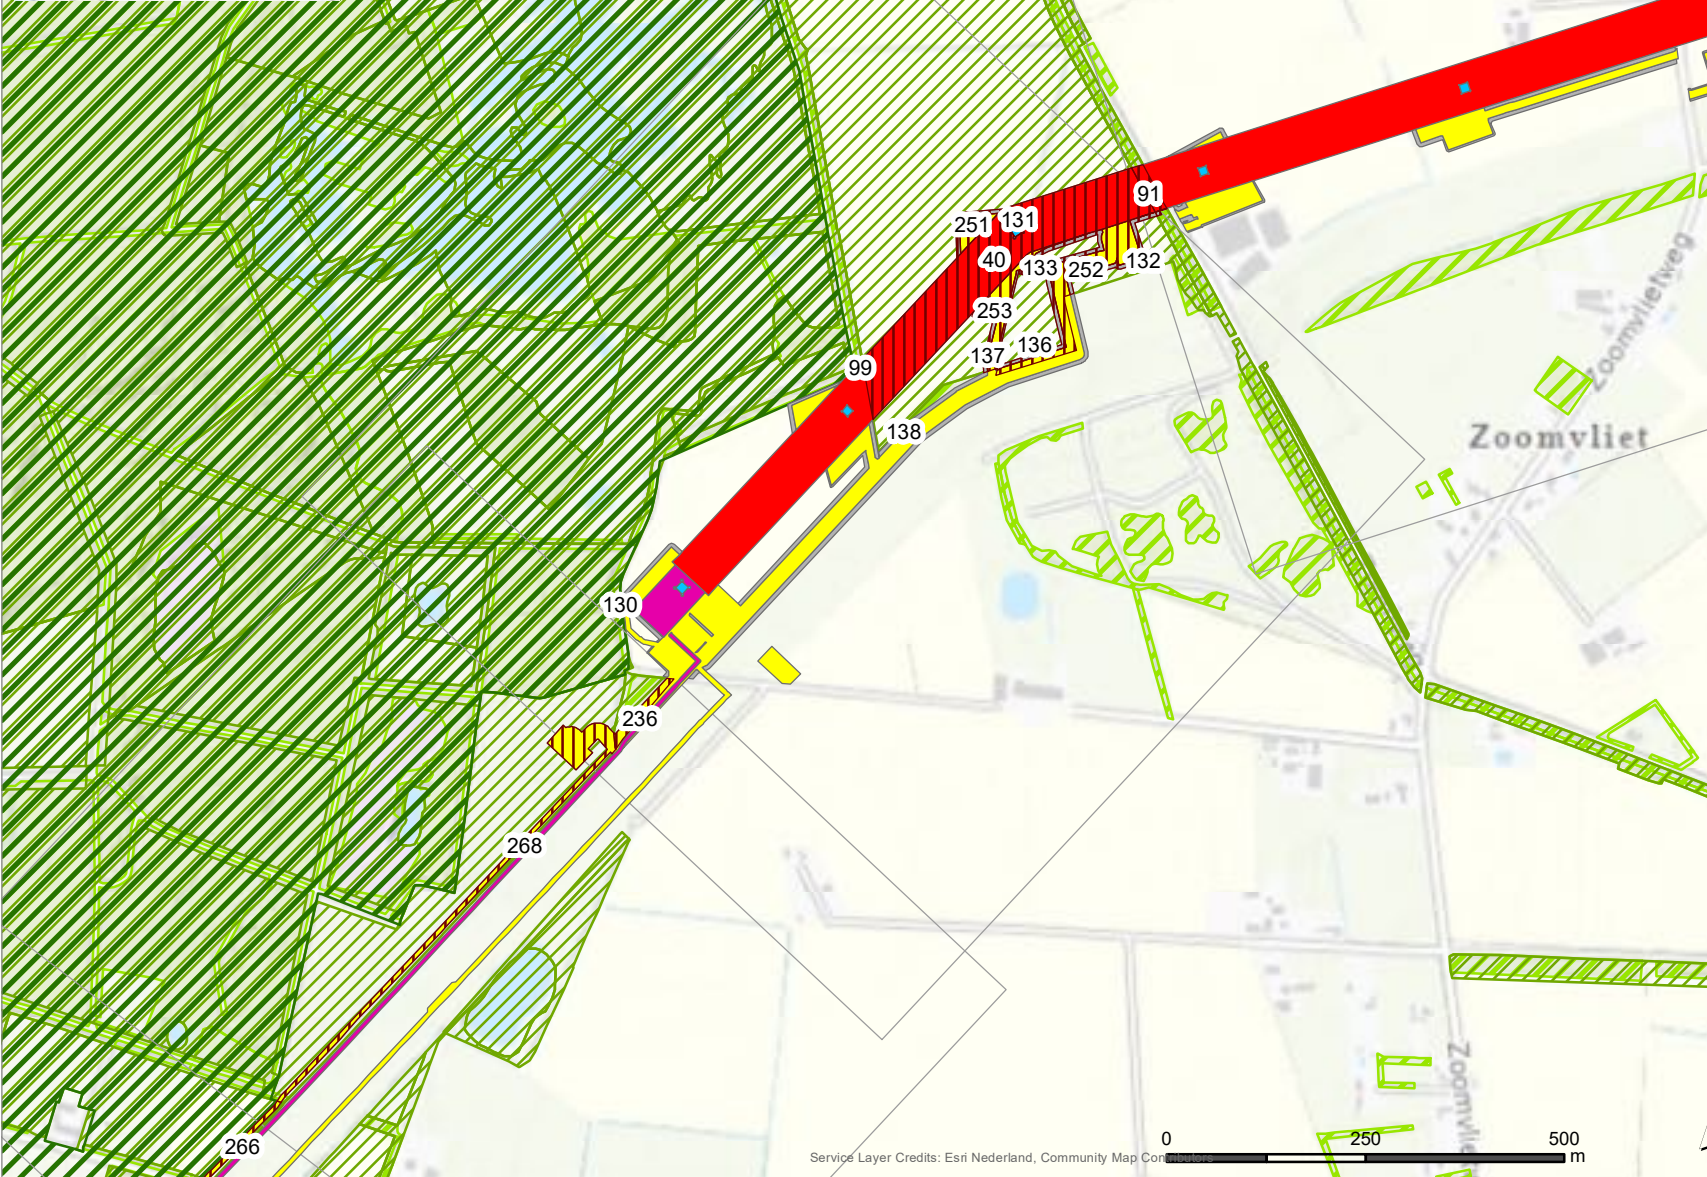 91
251 131
40
133 252 132
253
137 136
99
138
Zoomvlietweg
Zoomvliet
130
236
268
266
Zoomvliet
0 250 500
m
Service Layer Credits: Esri Nederland, Community Map Contributors